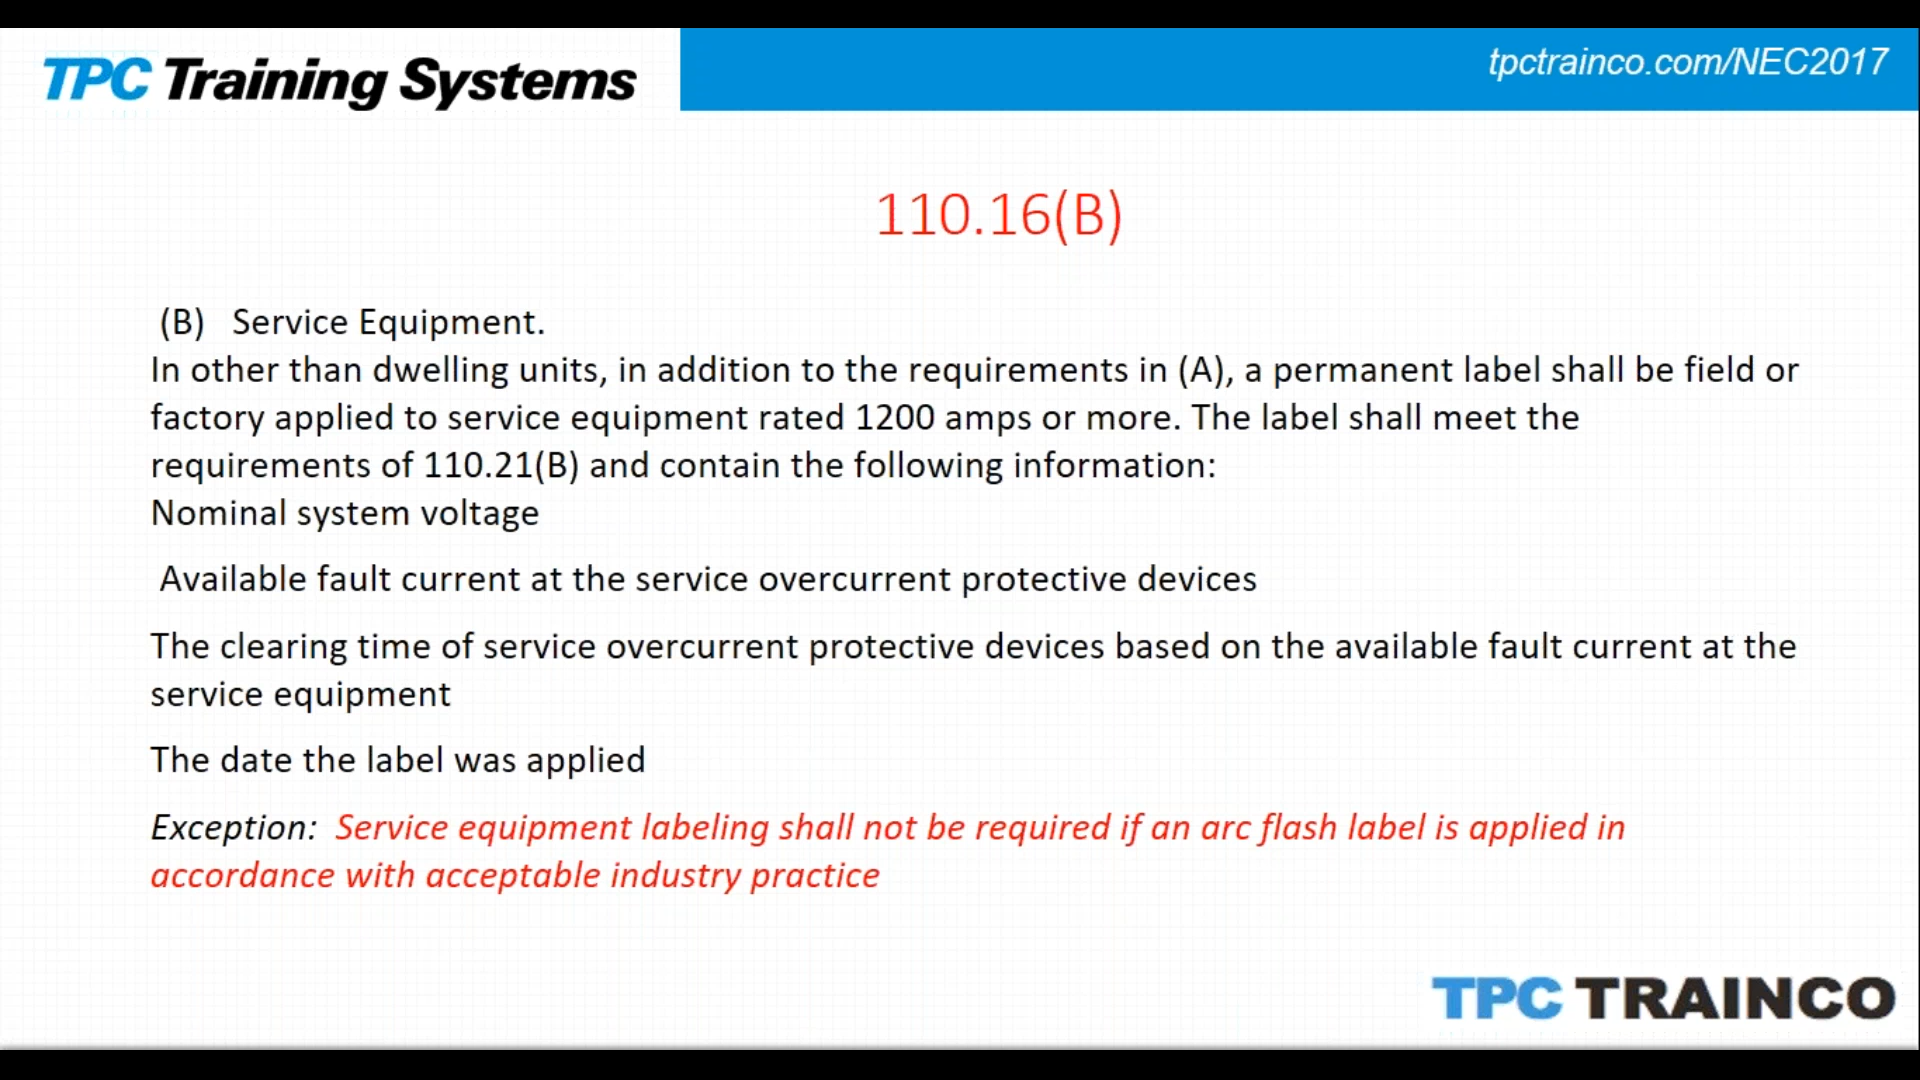 TPC Training Systems
tpctrainco.com/NEC2017
110.16(B)
(B) Service Equipment.
In other than dwelling units, in addition to the requirements in (A), a permanent label shall be field or
factory applied to service equipment rated 1200 amps or more. The label shall meet the
requirements of 110.21(B) and contain the following information:
Nominal system voltage
Available fault current at the service overcurrent protective devices
The clearing time of service overcurrent protective devices based on the available fault current at the
service equipment
The date the label was applied
Exception: Service equipment labeling shall not be required if an arc flash label is applied in
accordance with acceptable industry practice
TPC TRAINCO